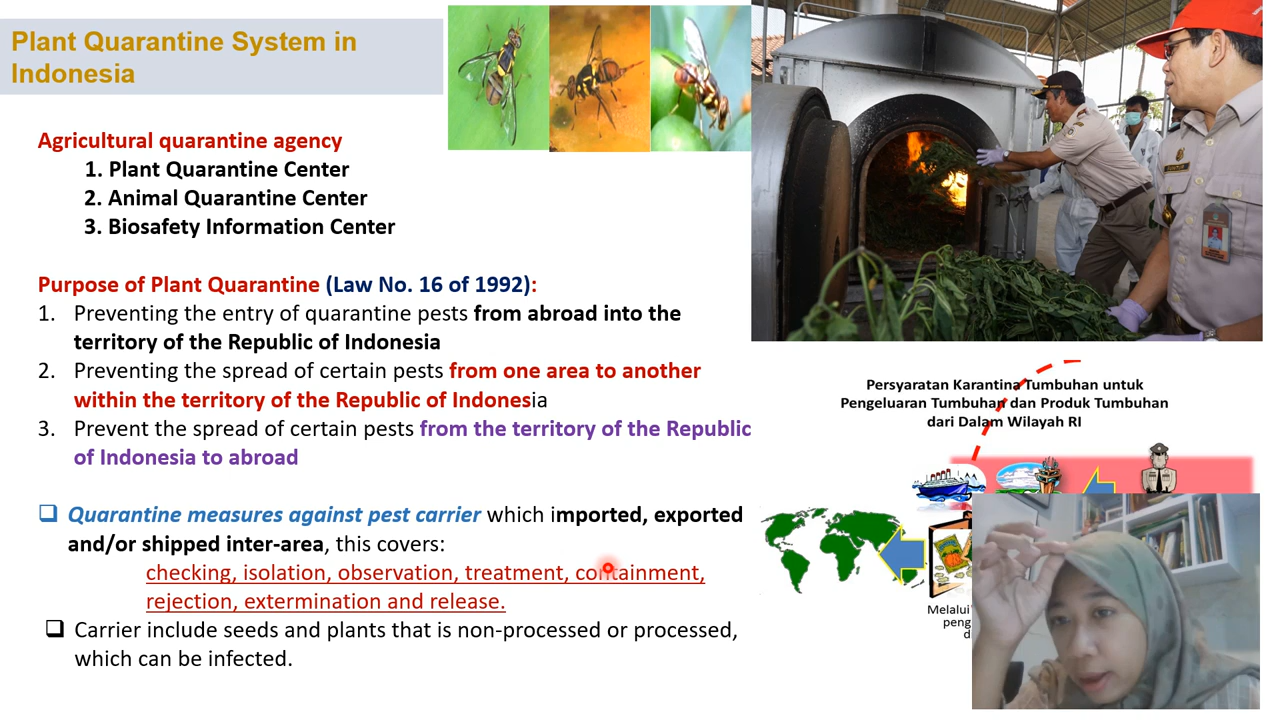 Plant Quarantine System in
Indonesia
Agricultural quarantine agency
1. Plant Quarantine Center
2. Animal Quarantine Center
3. Biosafety Information Center
Purpose of Plant Quarantine (Law No. 16 of 1992):
1. Preventing the entry of quarantine pests from abroad into the
territory of the Republic of Indonesia
2. Preventing the spread of certain pests from one area to another
within the territory of the Republic of Indonesia
3. Prevent the spread of certain pests from the territory of the Republic
of Indonesia to abroad
❑ Quarantine measures against pest carrier which imported, exported
and/or shipped inter-area, this covers:
checking, isolation, observation, treatment, containment,
rejection, extermination and release.
❑ Carrier include seeds and plants that is non-processed or processed,
which can be infected.
Persyaratan Karantina Tumbuhan untuk
Pengeluaran Tumbuhan dan Produk Tumbuhan
dari Dalam Wilayah RI
Melalui
peng
d